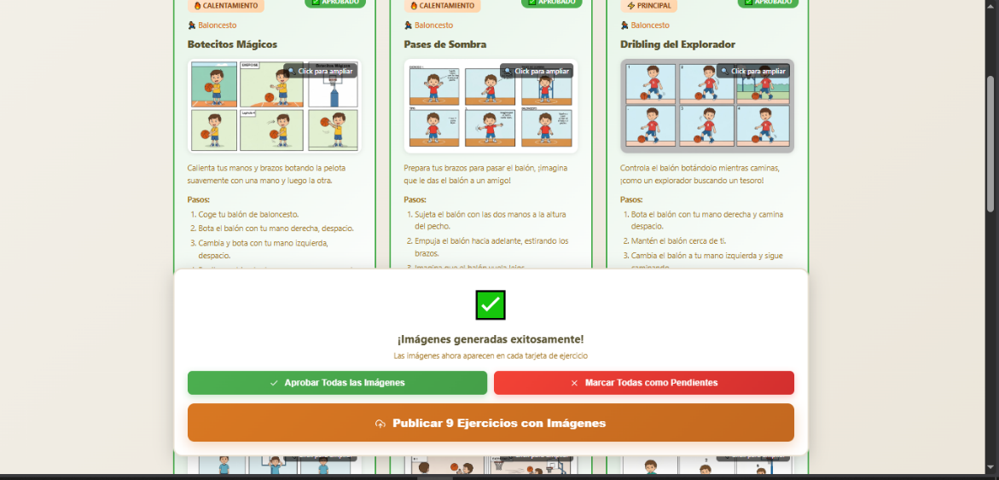 CALENTAMIENTO
APROBADO
Baloncesto
Botecitos Mágicos
Click para ampliar
Calienta tus manos y brazos botando la pelota
suavemente con una mano y luego la otra.
Pasos:
1. Coge tu balón de baloncesto.
2. Bota el balón con tu mano derecha, despacio.
3. Cambia y bota con tu mano izquierda,
despacio.
CALENTAMIENTO
APROBADO
Baloncesto
Pases de Sombra
Click para ampliar
Prepara tus brazos para pasar el balón, ¡imagina
que le das el balón a un amigo!
Pasos:
1. Sujeta el balón con las dos manos a la altura
del pecho.
2. Empuja el balón hacia adelante, estirando los
brazos.
PRINCIPAL
APROBADO
Baloncesto
Dribling del Explorador
Click para ampliar
Controla el balón botándolo mientras caminas,
¡como un explorador buscando un tesoro!
Pasos:
1. Bota el balón con tu mano derecha y camina
despacio.
2. Mantén el balón cerca de ti.
3. Cambia el balón a tu mano izquierda y sigue
caminando.
¡Imágenes generadas exitosamente!
Las imágenes ahora aparecen en cada tarjeta de ejercicio
Aprobar Todas las Imágenes
Marcar Todas como Pendientes
Publicar 9 Ejercicios con Imágenes